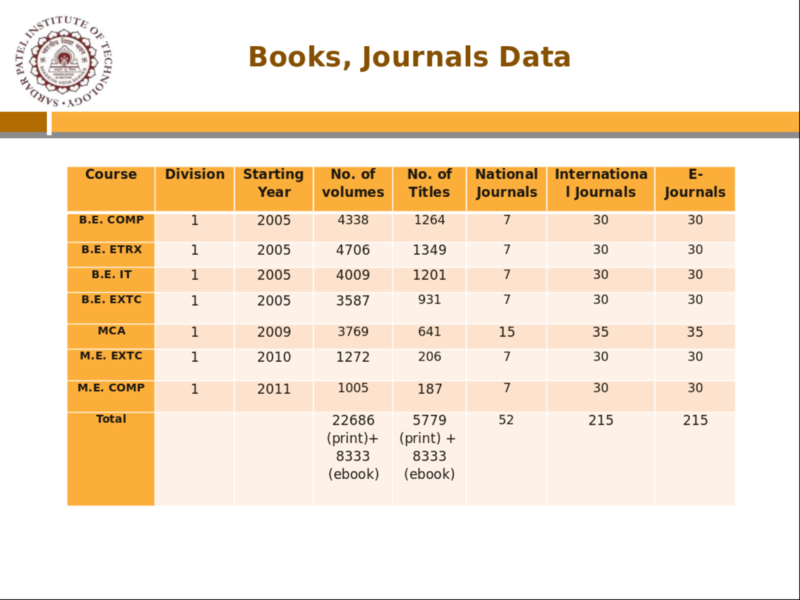 SARDAR PATEL INSTITUTE OF TECHNOLOGY
Books, Journals Data
Course Division Starting Year No. of volumes No. of Titles National Journals Internationa l Journals E- Journals
B.E. COMP 1 2005 4338 1264 7 30 30
B.E. ETRX 1 2005 4706 1349 7 30 30
B.E. IT 1 2005 4009 1201 7 30 30
B.E. EXTC 1 2005 3587 931 7 30 30
MCA 1 2009 3769 641 15 35 35
M.E. EXTC 1 2010 1272 206 7 30 30
M.E. COMP 1 2011 1005 187 7 30 30
Total 22686 (print)+ 8333 (ebook) 5779 (print) + 8333 (ebook) 52 215 215